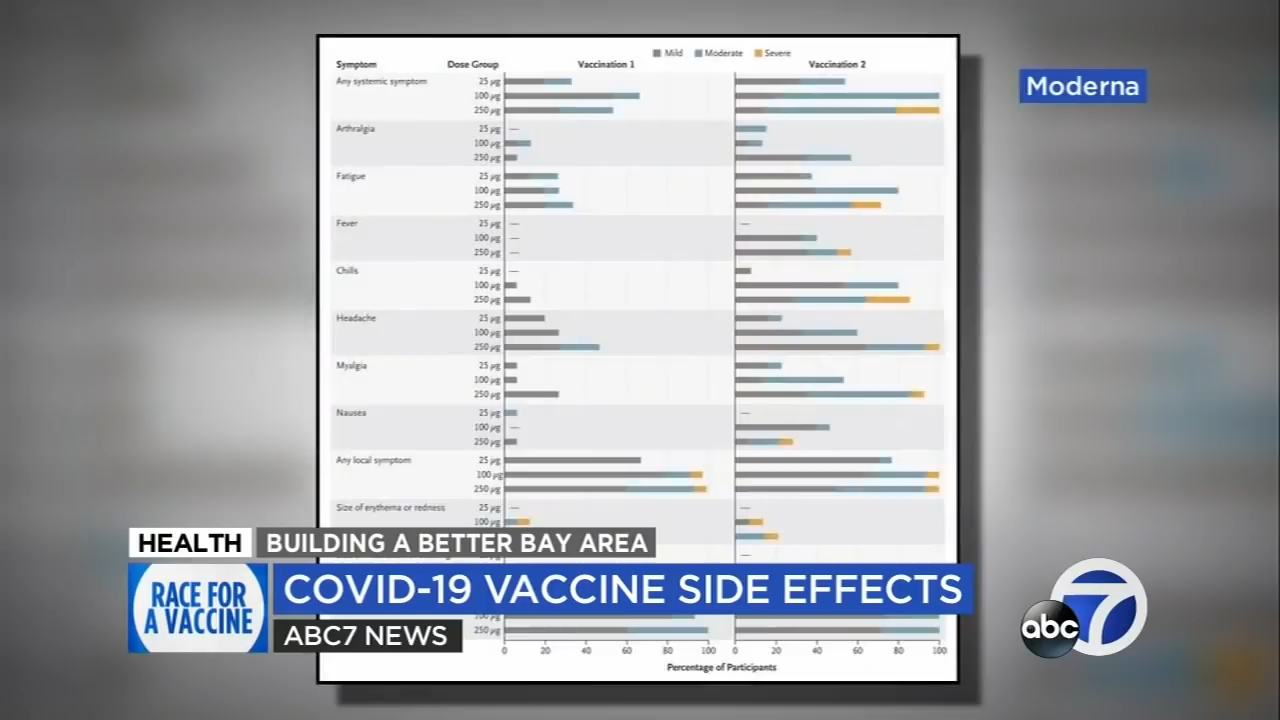 Mild Moderate Severe
Symptom Dose Group Vaccination 1 Vaccination 2
Moderna
Any systemic symptom 25 μg
100 μg
250 μg
Arthralgia 25 μg
100 μg
250 μg
Fatigue 25 μg
100 μg
250 μg
Fever 25 μg
100 μg
250 μg
Chills 25 μg
100 μg
250 μg
Headache 25 μg
100 μg
250 μg
Myalgia 25 μg
100 μg
250 μg
Nausea 25 μg
100 μg
250 μg
Any local symptom 25 μg
100 μg
250 μg
Size of erythema or redness 25 μg
100 μg
HEALTH BUILDING A BETTER BAY AREA
RACE FOR
A VACCINE
COVID-19 VACCINE SIDE EFFECTS
ABC7 NEWS
abc 7
100 μg
250 μg
0 20 40 60 80 100 0 20 40 60 80 100
Percentage of Participants